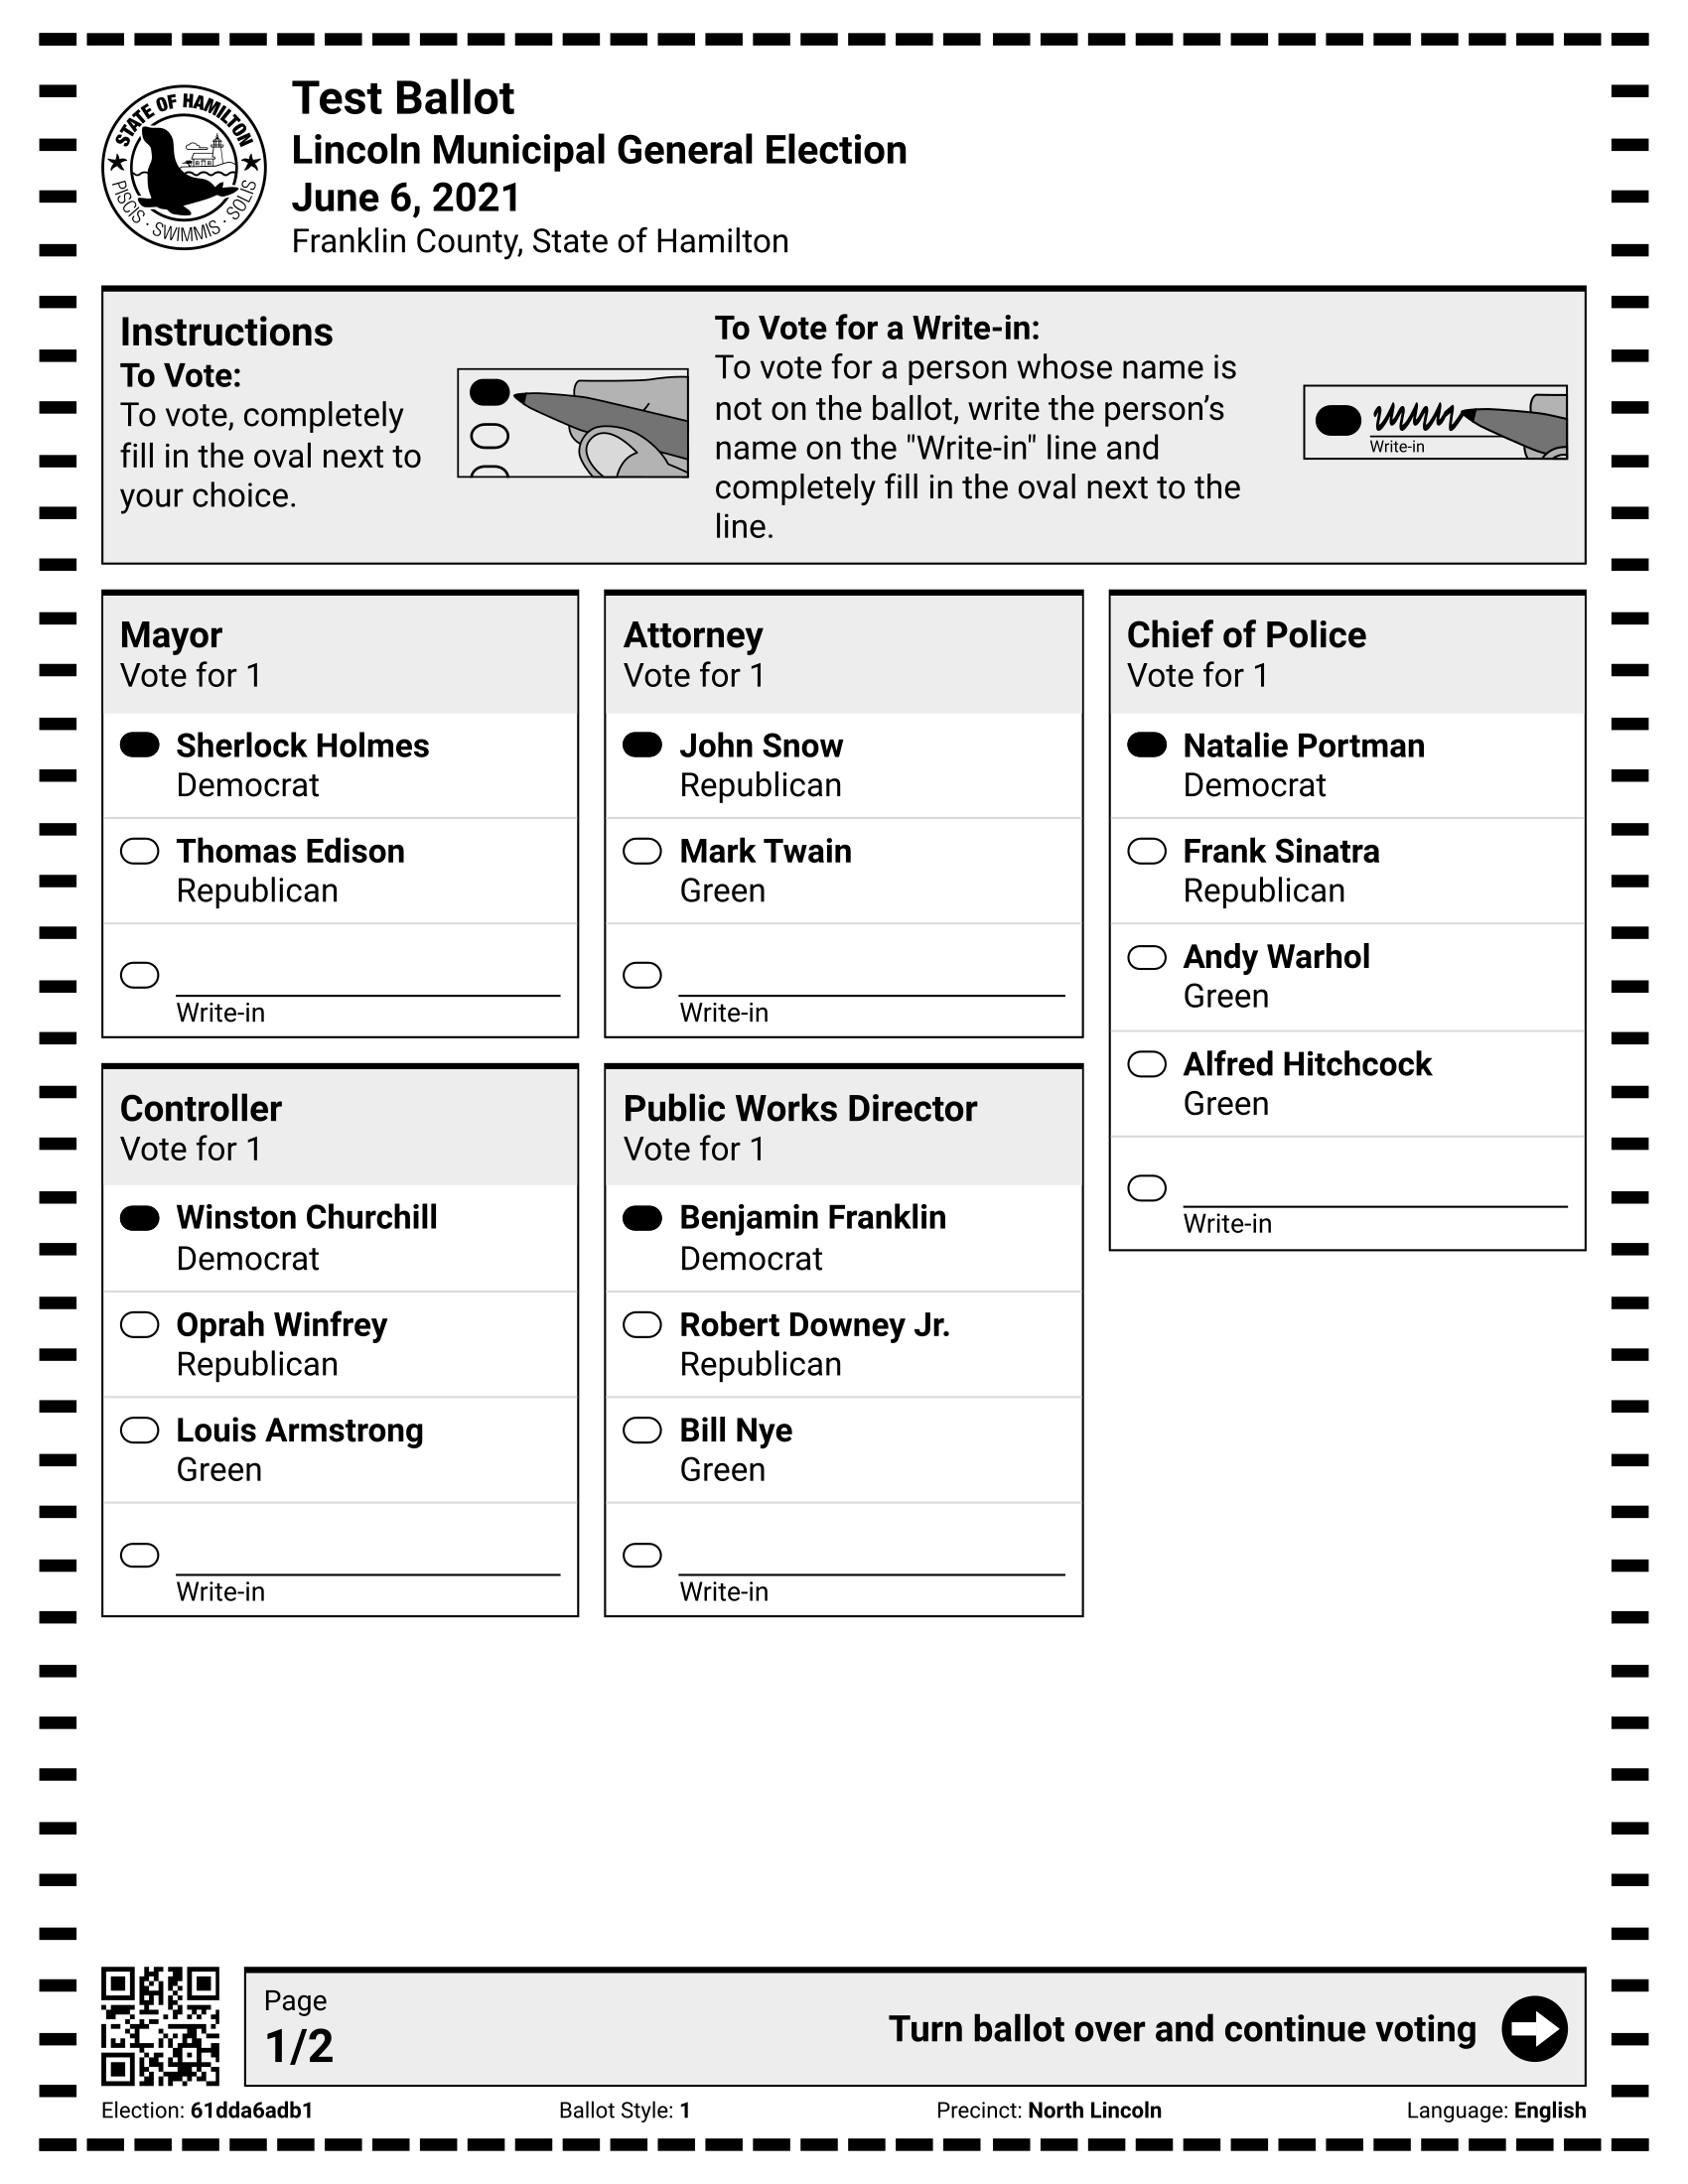 STATE OF HAMILTON
PISCIS · SWIMMIS · SOLIS
Test Ballot
Lincoln Municipal General Election
June 6, 2021
Franklin County, State of Hamilton
Instructions
To Vote:
To vote, completely
fill in the oval next to
your choice.
To Vote for a Write-in:
To vote for a person whose name is
not on the ballot, write the person’s
name on the "Write-in" line and
completely fill in the oval next to the
line.
Write-in
Mayor
Vote for 1
Sherlock Holmes
Democrat
Thomas Edison
Republican
Write-in
Controller
Vote for 1
Winston Churchill
Democrat
Oprah Winfrey
Republican
Louis Armstrong
Green
Write-in
Attorney
Vote for 1
John Snow
Republican
Mark Twain
Green
Write-in
Public Works Director
Vote for 1
Benjamin Franklin
Democrat
Robert Downey Jr.
Republican
Bill Nye
Green
Write-in
Chief of Police
Vote for 1
Natalie Portman
Democrat
Frank Sinatra
Republican
Andy Warhol
Green
Alfred Hitchcock
Green
Write-in
Page
1/2
Turn ballot over and continue voting
Election: 61dda6adb1 Ballot Style: 1 Precinct: North Lincoln Language: English